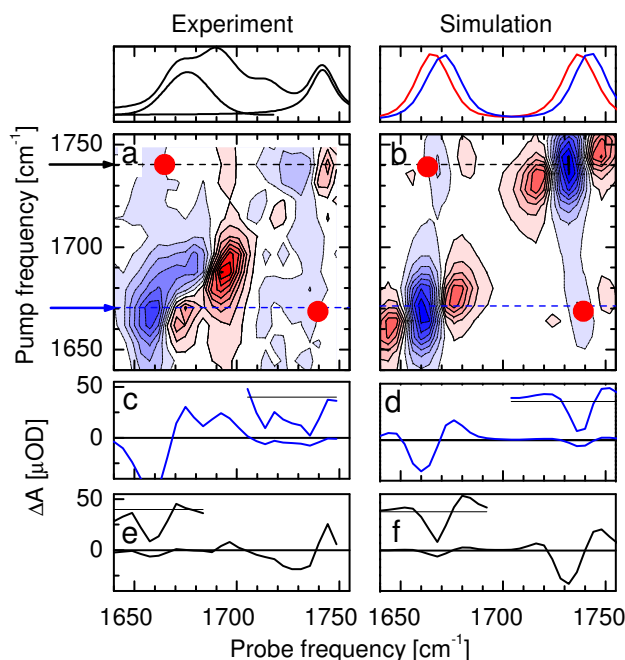 Experiment Simulation
1750
a b
1700
1650
Pump frequency [cm⁻¹]
50
c d
0
50
e f
0
ΔA [µOD]
1650 1700 1750 1650 1700 1750
Probe frequency [cm⁻¹]